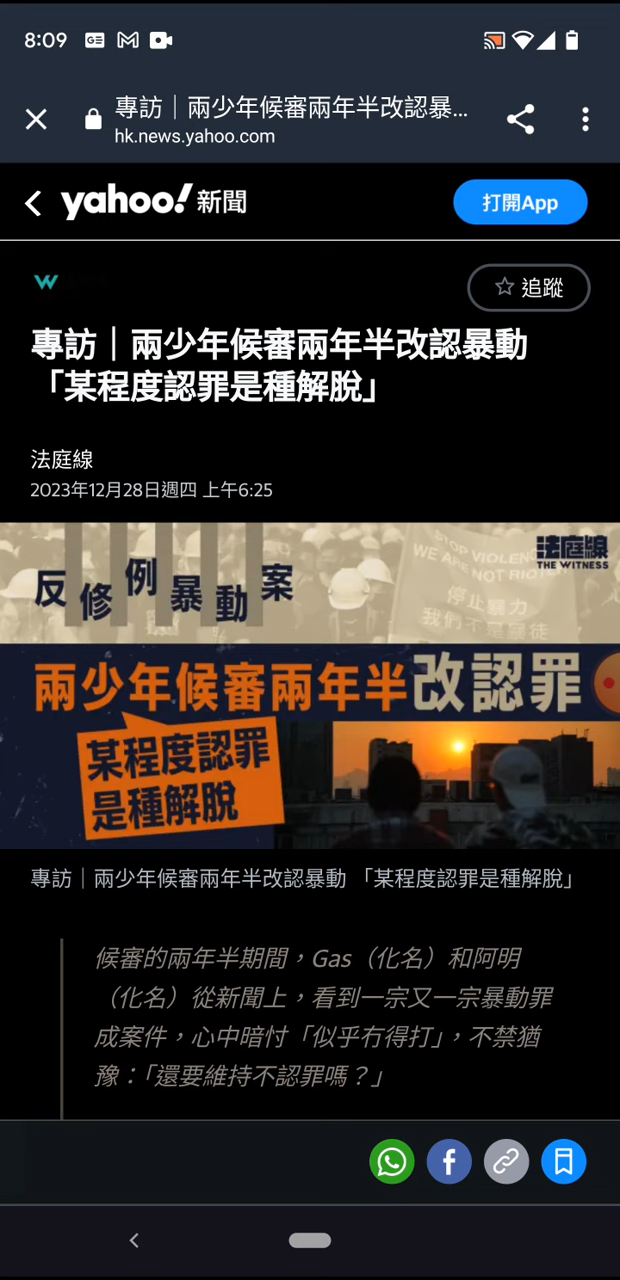 8:09
專訪｜兩少年候審兩年半改認暴...
hk.news.yahoo.com
yahoo!新聞
打開App
追蹤
專訪｜兩少年候審兩年半改認暴動
「某程度認罪是種解脫」
法庭線
2023年12月28日週四 上午6:25
法庭線
THE WITNESS
STOP VIOLENCE
WE ARE NOT RIOT
停止暴力
我們不是暴徒
反修例暴動案
兩少年候審兩年半改認罪
某程度認罪
是種解脫
專訪｜兩少年候審兩年半改認暴動 「某程度認罪是種解脫」
候審的兩年半期間，Gas（化名）和阿明
（化名）從新聞上，看到一宗又一宗暴動罪
成案件，心中暗忖「似乎冇得打」，不禁猶
豫：「還要維持不認罪嗎？」